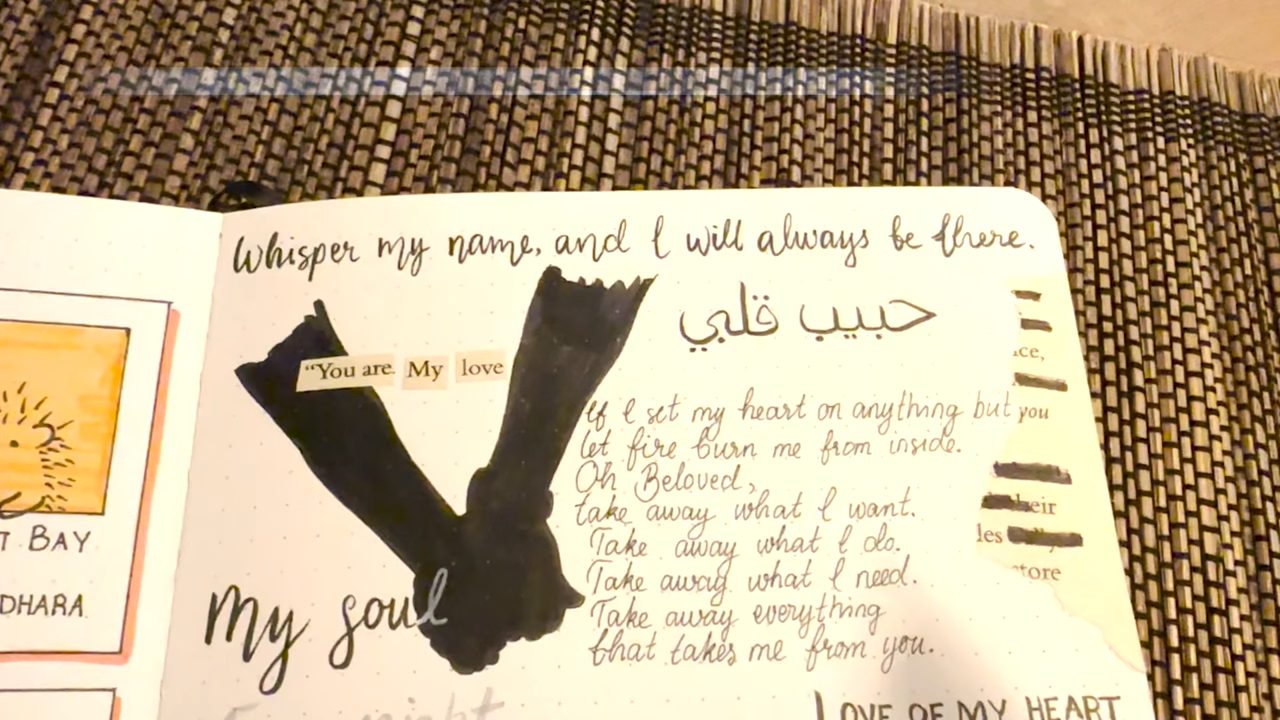 Whisper my name, and I will always be there.
حبيب قلبي
"You are. My love
If I set my heart on anything but you
let fire burn me from inside.
Oh Beloved,
take away what I want.
Take away what I do.
Take away what I need.
Take away everything
that takes me from you.
My soul
LOVE OF MY HEART
ce,
heir
les
store
BAY
DHARA